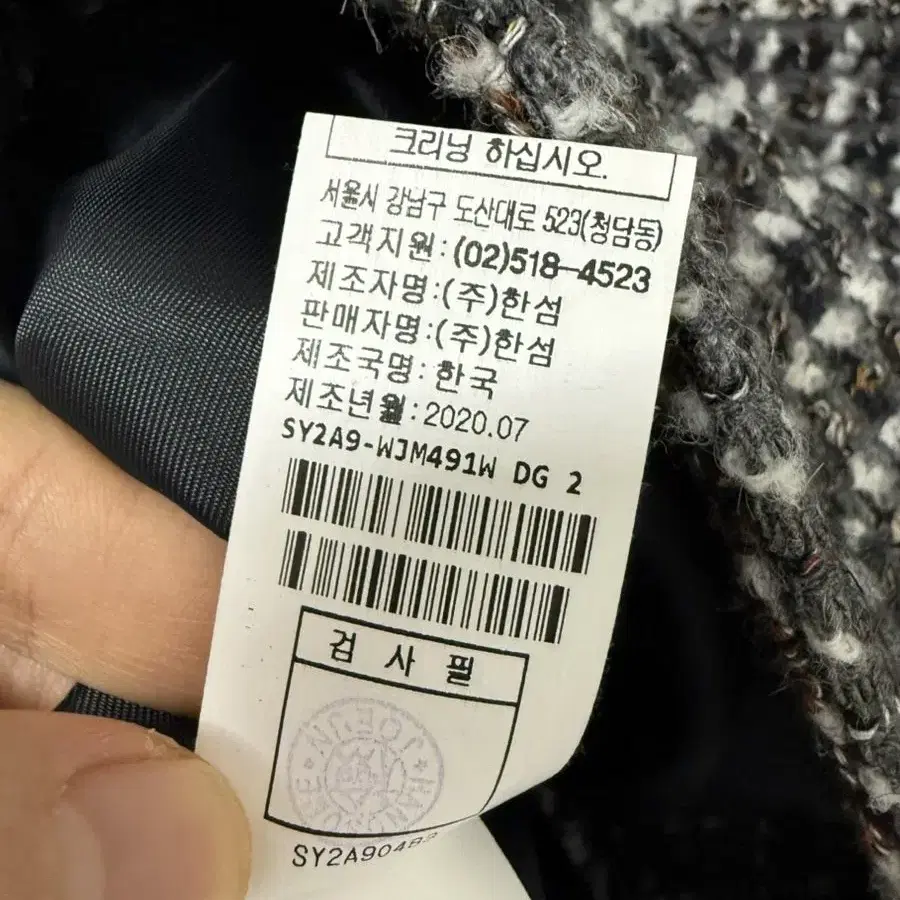 크리닝 하십시오.
서울시 강남구 도산대로 523(청담동)
고객지원:(02)518-4523
제조자명:(주)한섬
판매자명:(주)한섬
제조국명:한국
제조년월:2020.07
SY2A9-WJM491W DG 2
검사필